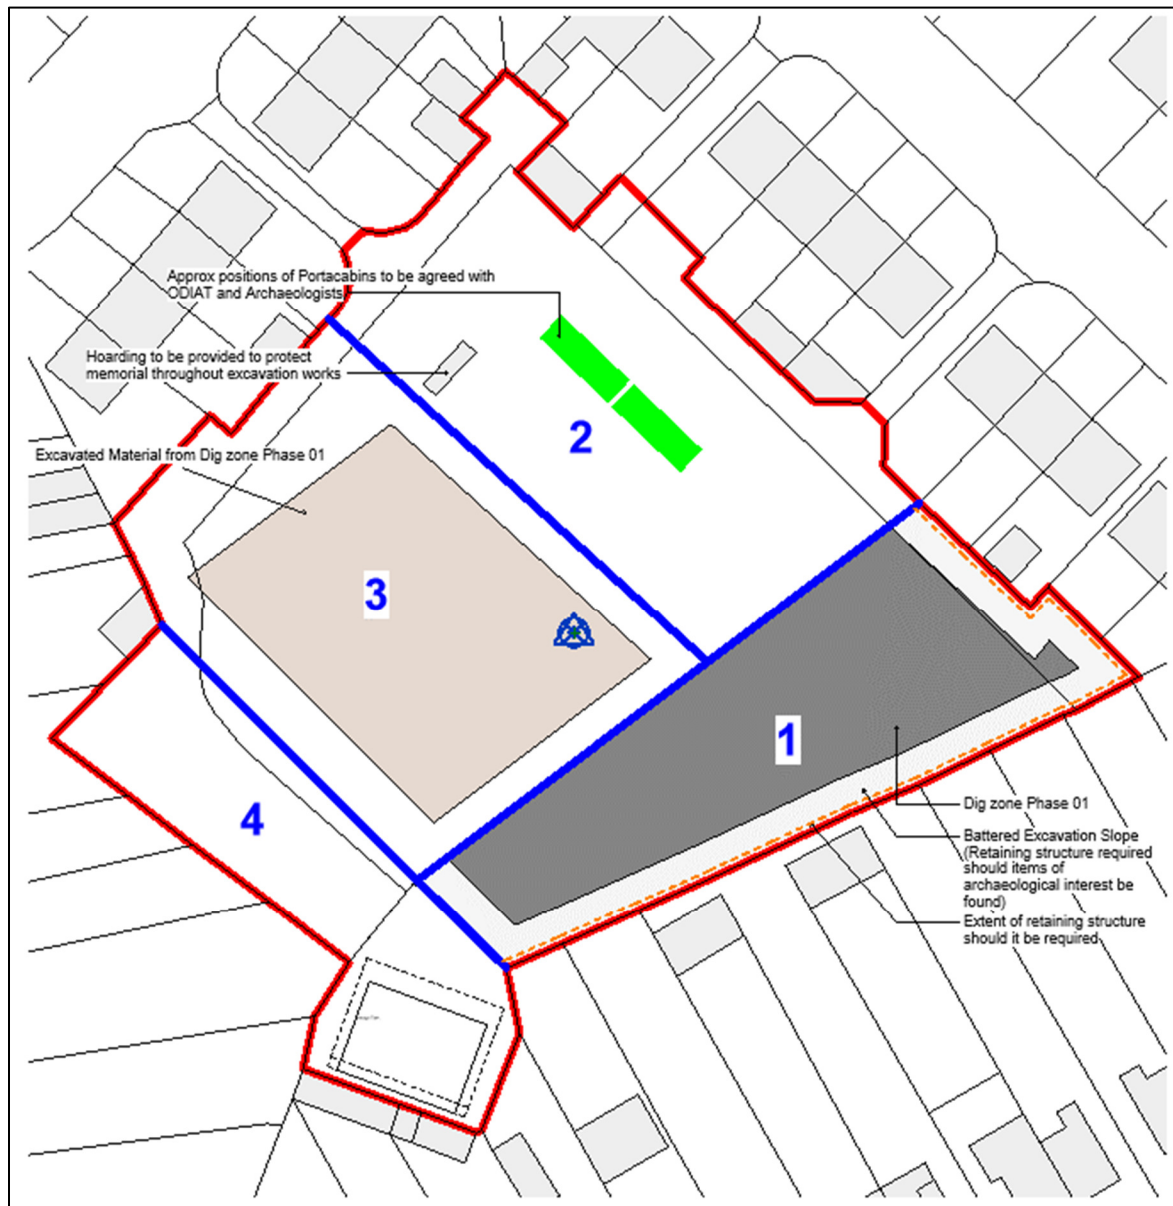 Approx positions of Portacabins to be agreed with
ODIAT and Archaeologists
Hoarding to be provided to protect
memorial throughout excavation works
2
Excavated Material from Dig zone Phase 01
3
1
4
Dig zone Phase 01
Battered Excavation Slope
(Retaining structure required
should items of
archaeological interest be
found)
Extent of retaining structure
should it be required